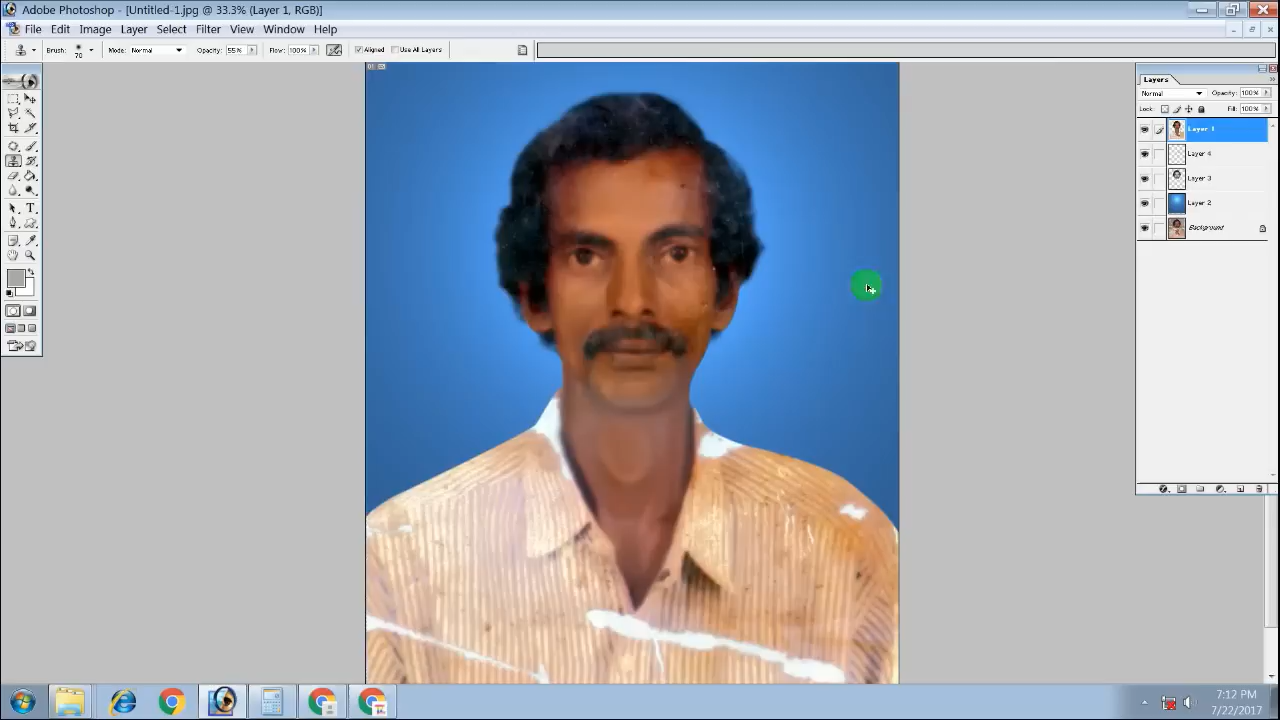 Adobe Photoshop - [Untitled-1.jpg @ 33.3% (Layer 1, RGB)]
File Edit Image Layer Select Filter View Window Help
Brush: 70 Mode: Normal Opacity: 55% Flow: 100% Aligned Use All Layers
Layers
Normal Opacity: 100%
Lock: Fill: 100%
Layer 1
Layer 4
Layer 3
Layer 2
Background
7:12 PM
7/22/2017